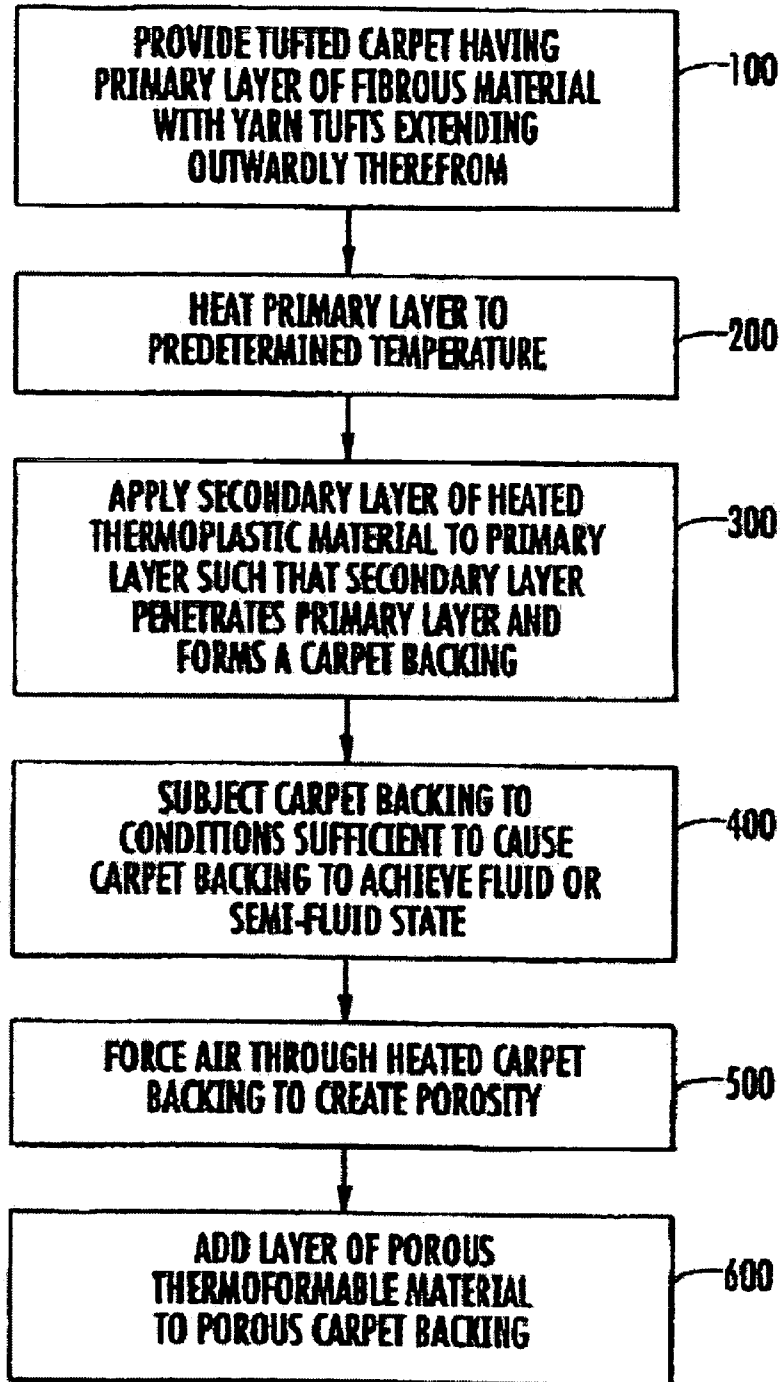 PROVIDE TUFTED CARPET HAVING
PRIMARY LAYER OF FIBROUS MATERIAL
WITH YARN TUFTS EXTENDING
OUTWARDLY THEREFROM
100
HEAT PRIMARY LAYER TO
PREDETERMINED TEMPERATURE
200
APPLY SECONDARY LAYER OF HEATED
THERMOPLASTIC MATERIAL TO PRIMARY
LAYER SUCH THAT SECONDARY LAYER
PENETRATES PRIMARY LAYER AND
FORMS A CARPET BACKING
300
SUBJECT CARPET BACKING TO
CONDITIONS SUFFICIENT TO CAUSE
CARPET BACKING TO ACHIEVE FLUID OR
SEMI-FLUID STATE
400
FORCE AIR THROUGH HEATED CARPET
BACKING TO CREATE POROSITY
500
ADD LAYER OF POROUS
THERMOFORMABLE MATERIAL
TO POROUS CARPET BACKING
600